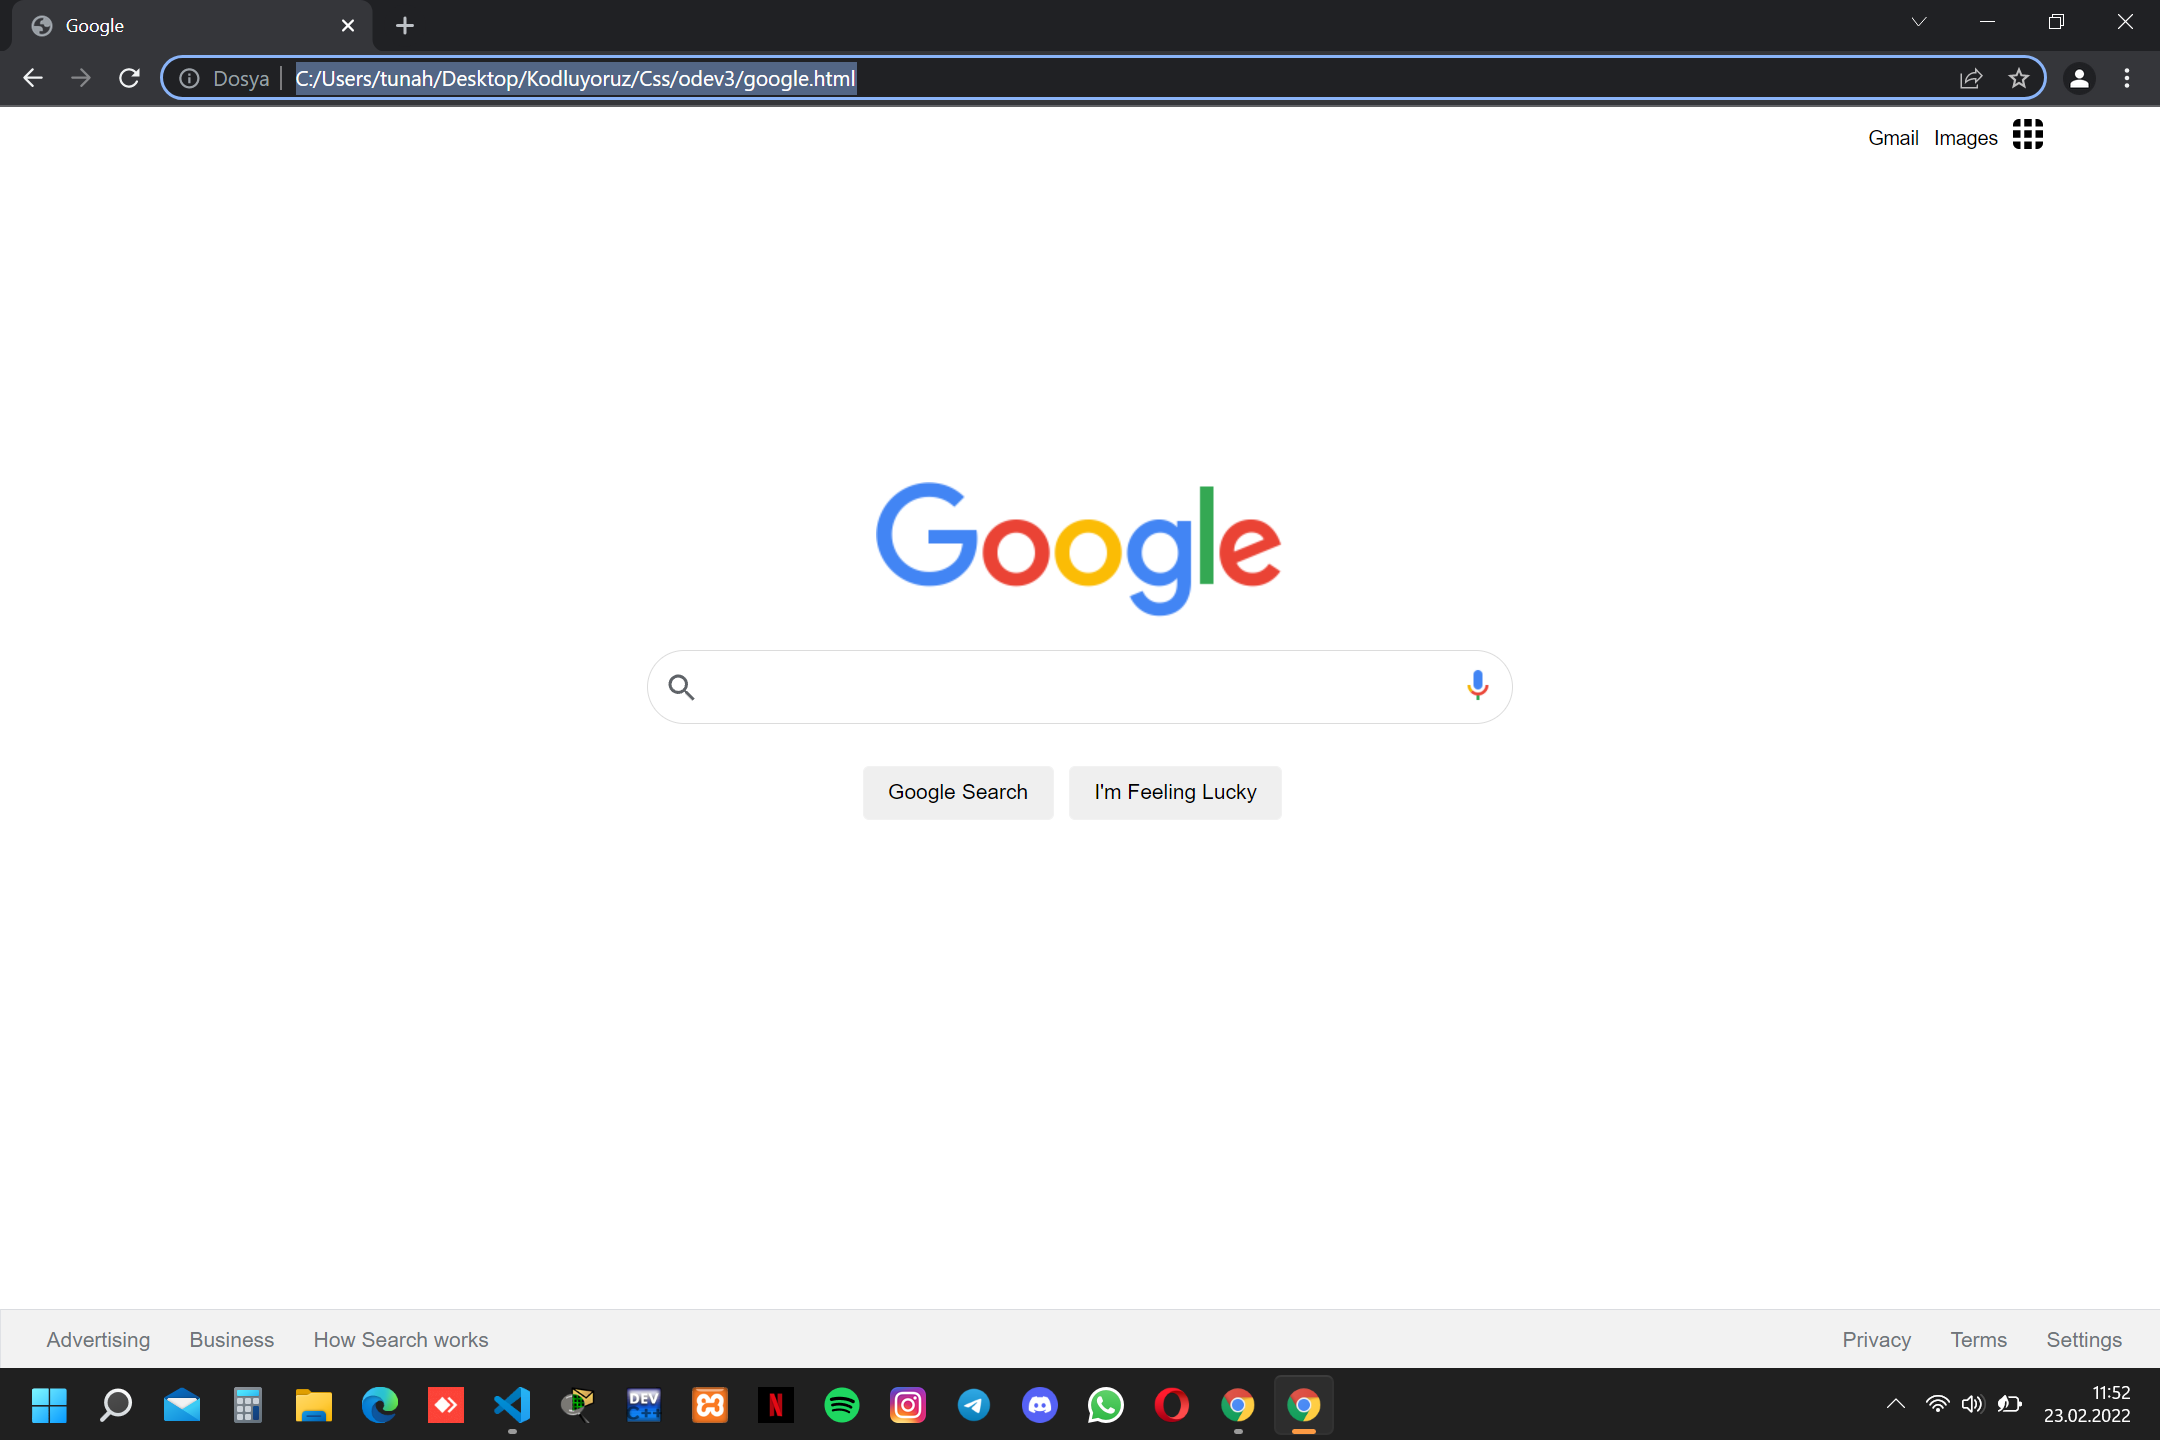 Google
Dosya C:/Users/tunah/Desktop/Kodluyoruz/Css/odev3/google.html
Gmail Images
Google
Google Search I'm Feeling Lucky
Advertising Business How Search works Privacy Terms Settings
DEV
C++
N
11:52
23.02.2022